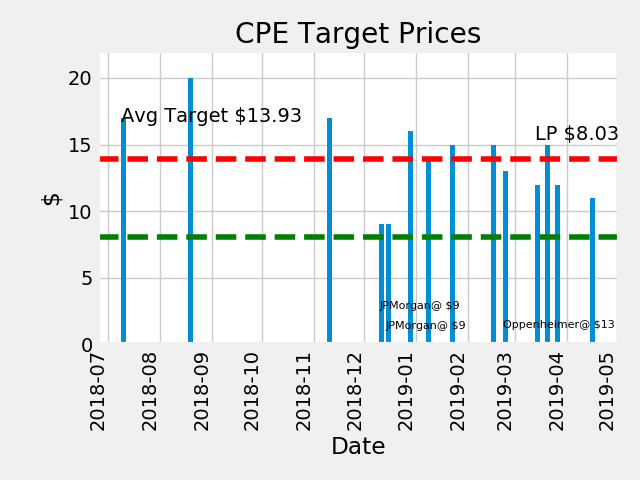 CPE Target Prices
20
Avg Target $13.93
LP $8.03
15
$
10
5
JPMorgan@ $9
JPMorgan@ $9
Oppenheimer@ $13
0
2018-07
2018-08
2018-09
2018-10
2018-11
2018-12
2019-01
2019-02
2019-03
2019-04
2019-05
Date